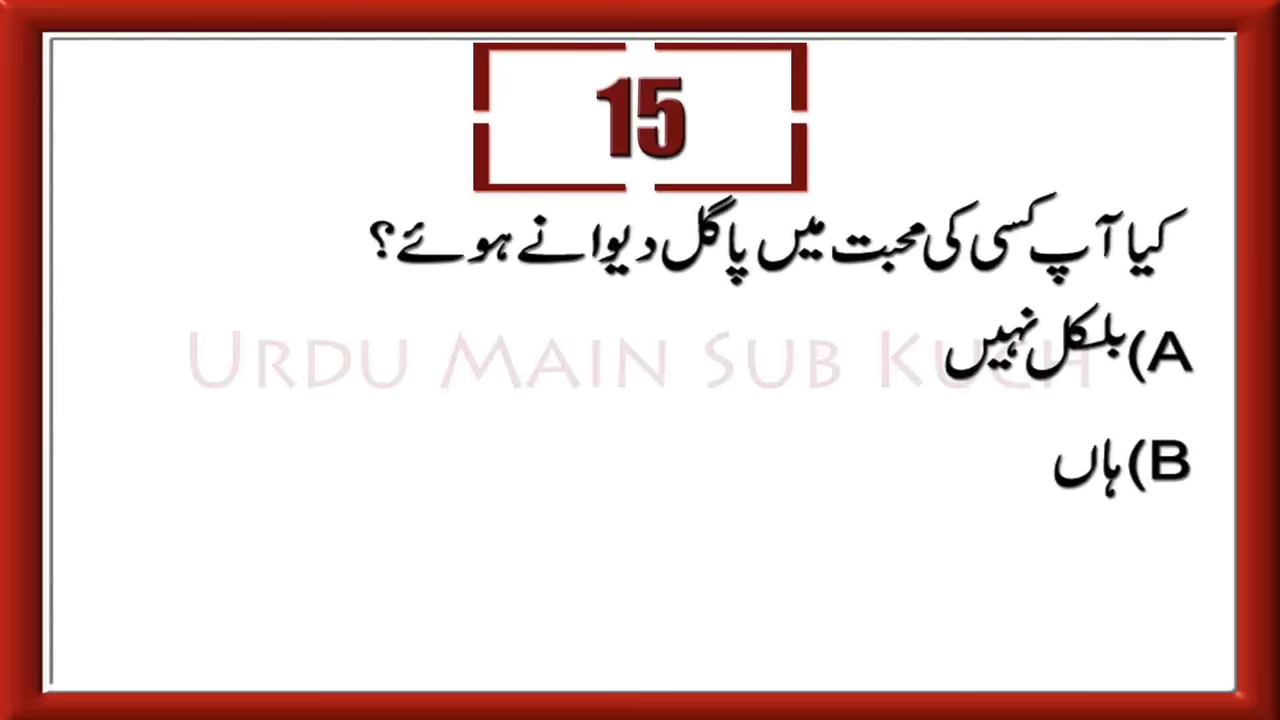 15
کیا آپ کسی کی محبت میں پاگل دیوانے ہوئے؟
A) بلکل نہیں
URDU MAIN SUB KUCH
B) ہاں